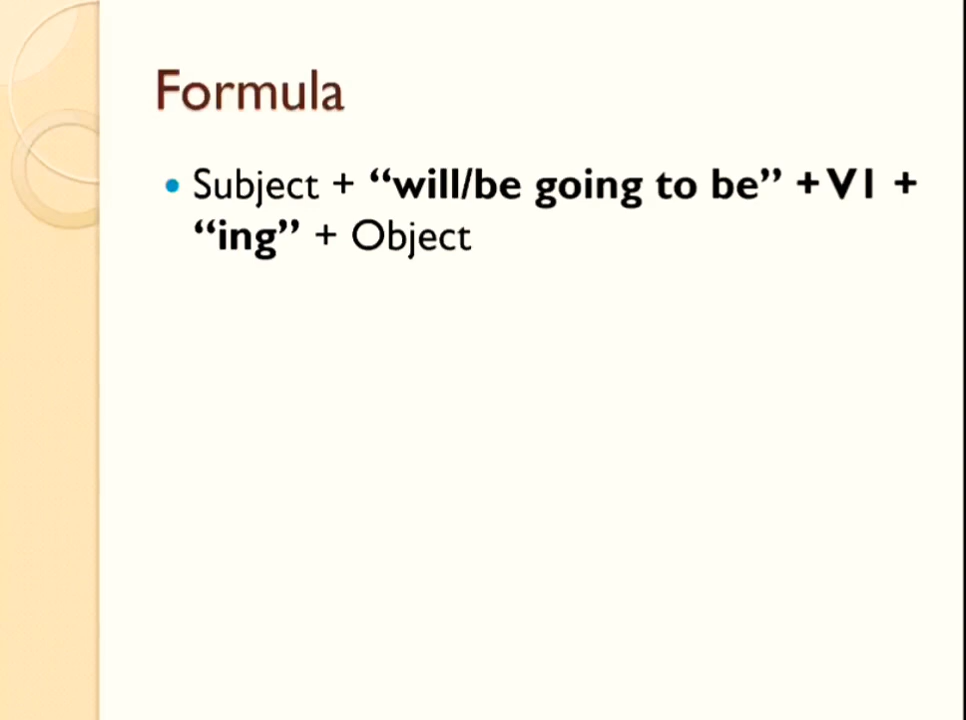 Formula
• Subject + “will/be going to be” + V1 +
“ing” + Object